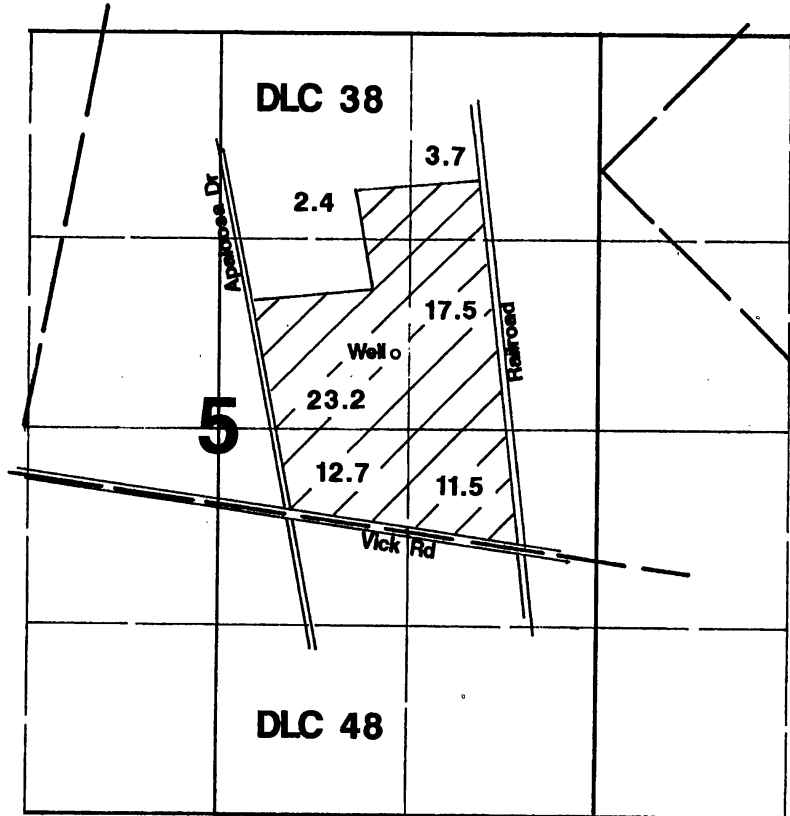 DLC 38
3.7
2.4
Apaloosa Dr
17.5
Railroad
Well
23.2
5
12.7
11.5
Vick Rd
DLC 48